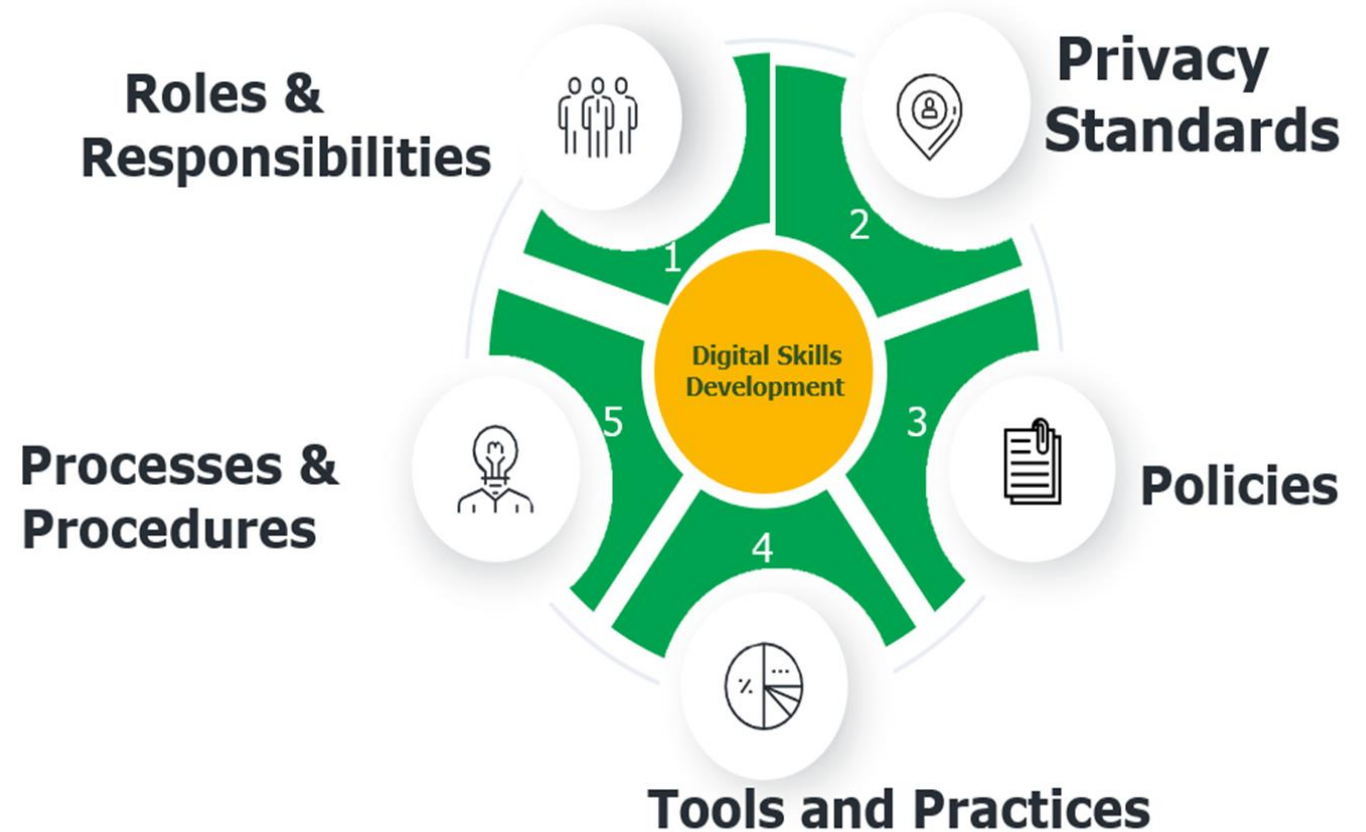 Roles &
Responsibilities
Privacy
Standards
1
2
Digital Skills
Development
5
3
Processes &
Procedures
Policies
4
%
...
Tools and Practices